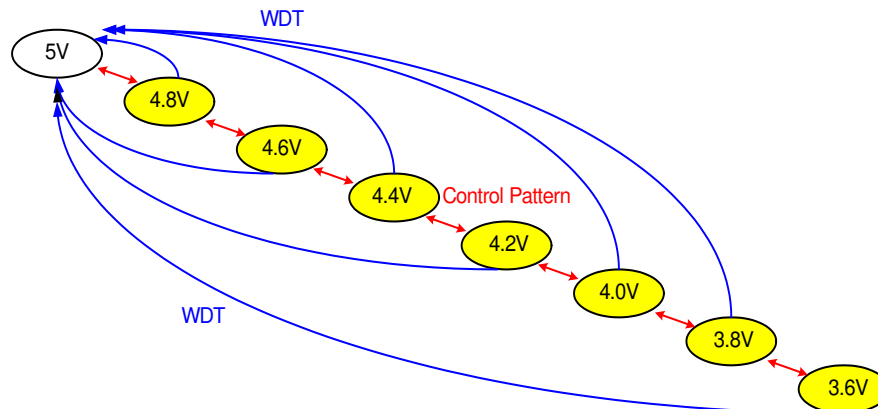 WDT
5V
4.8V
4.6V
4.4V
Control Pattern
4.2V
4.0V
WDT
3.8V
3.6V